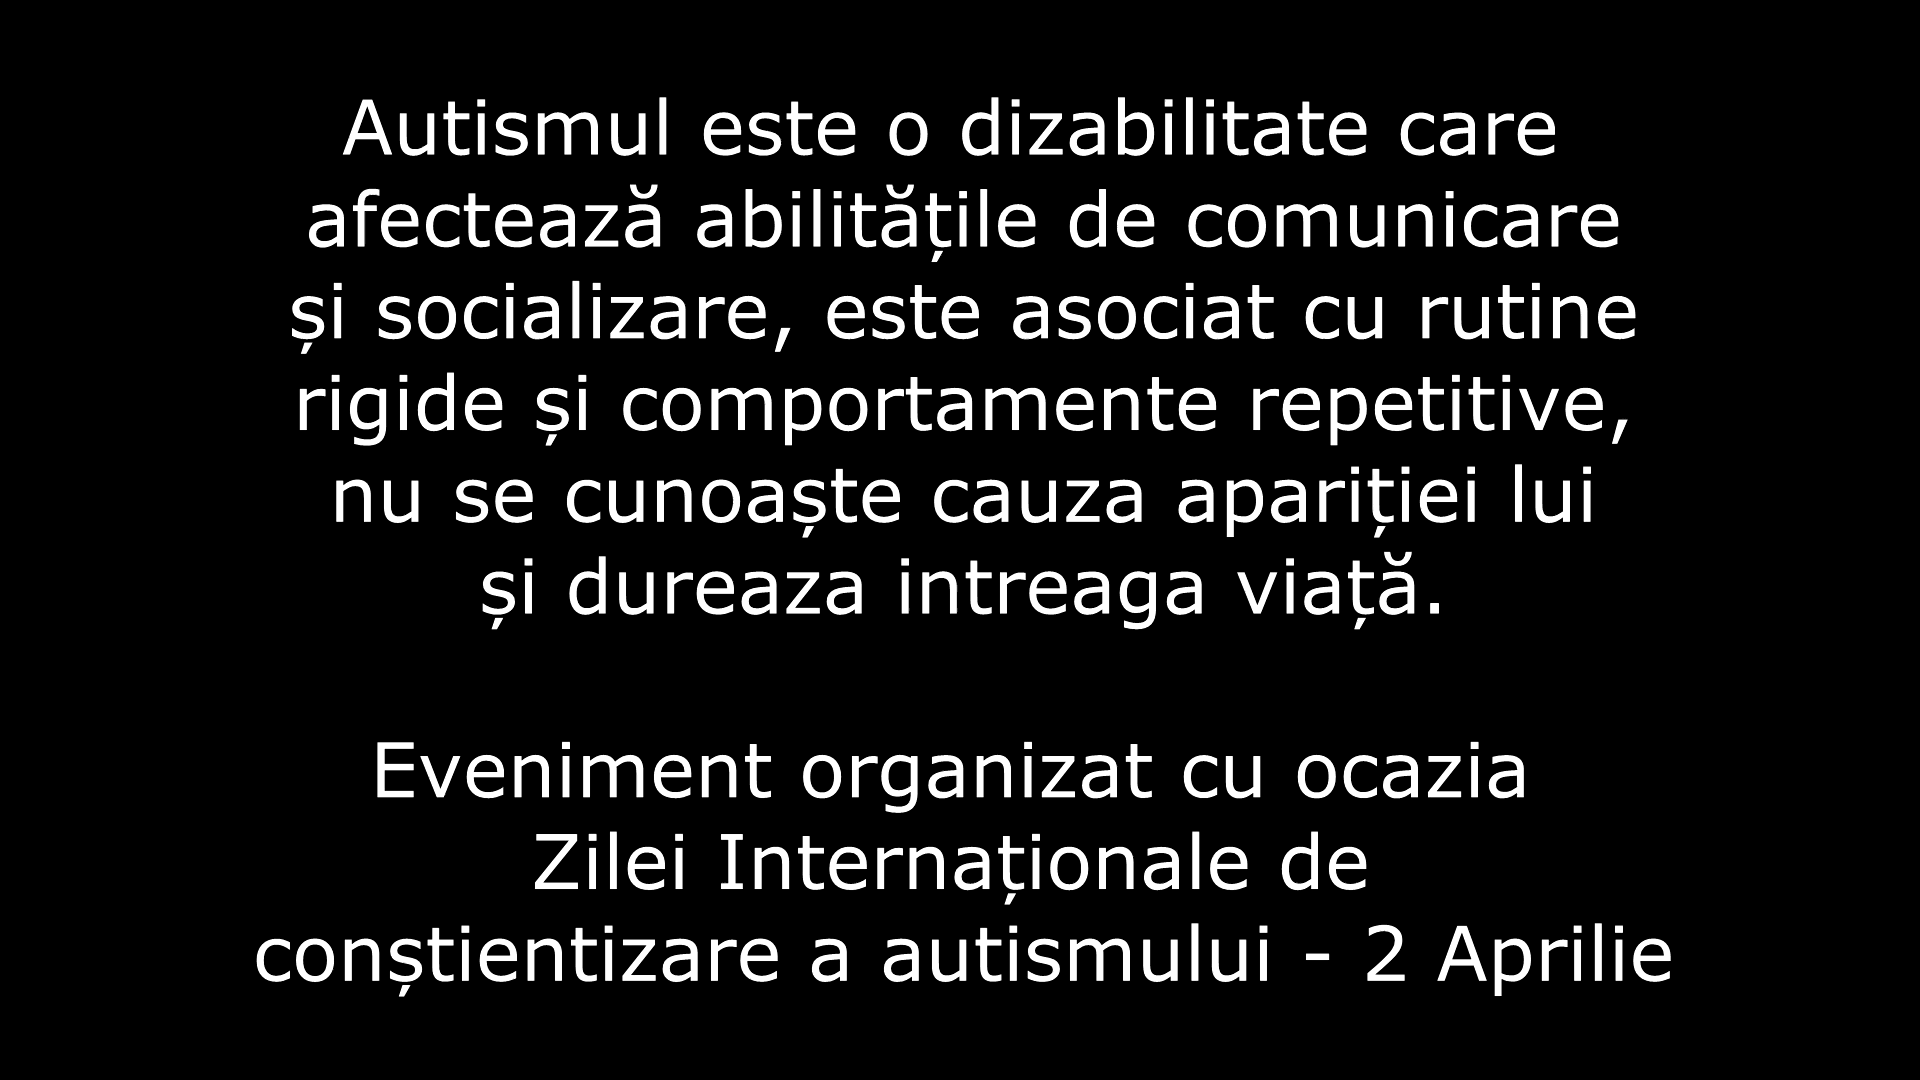 Autismul este o dizabilitate care
afectează abilitățile de comunicare
și socializare, este asociat cu rutine
rigide și comportamente repetitive,
nu se cunoaște cauza apariției lui
și dureaza intreaga viață.
Eveniment organizat cu ocazia
Zilei Internaționale de
conștientizare a autismului - 2 Aprilie